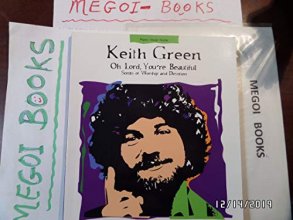 MEGOI-BOOKS
Keith Green
Oh Lord, You're Beautiful
Songs of Worship and Devotion
MEGOI BOOKS
MEGOI BOOKS
12/14/2019